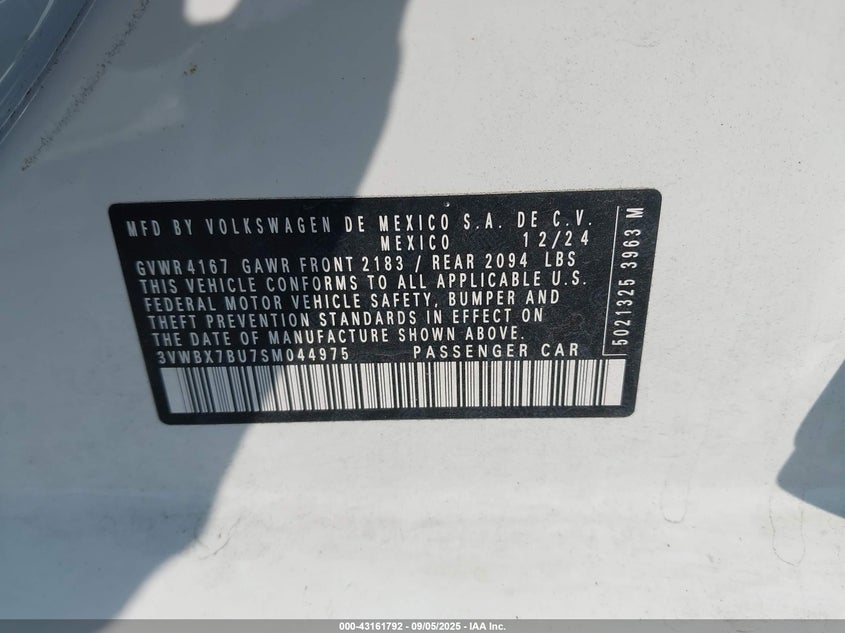 MFD BY VOLKSWAGEN DE MEXICO S.A. DE C.V.
MEXICO 12/24
GVWR 4167 GAWR FRONT 2183 / REAR 2094 LBS
THIS VEHICLE CONFORMS TO ALL APPLICABLE U.S.
FEDERAL MOTOR VEHICLE SAFETY, BUMPER AND
THEFT PREVENTION STANDARDS IN EFFECT ON
THE DATE OF MANUFACTURE SHOWN ABOVE.
3VWBX7BU7SM044975 PASSENGER CAR
5021325 3963 M
000-43161792 - 09/05/2025 - IAA Inc.